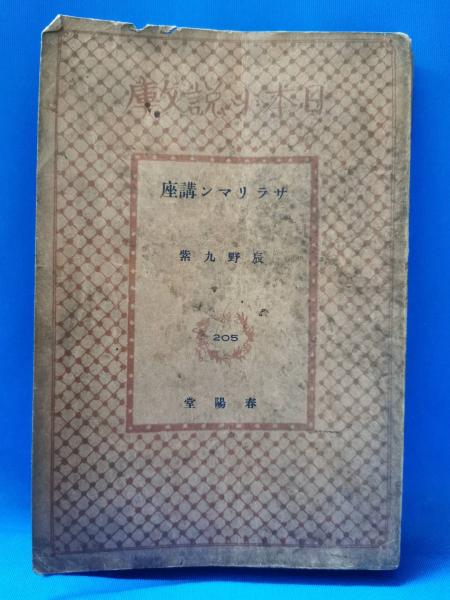 日本小説文庫
サラリマン講座
辰野九紫
205
春陽堂